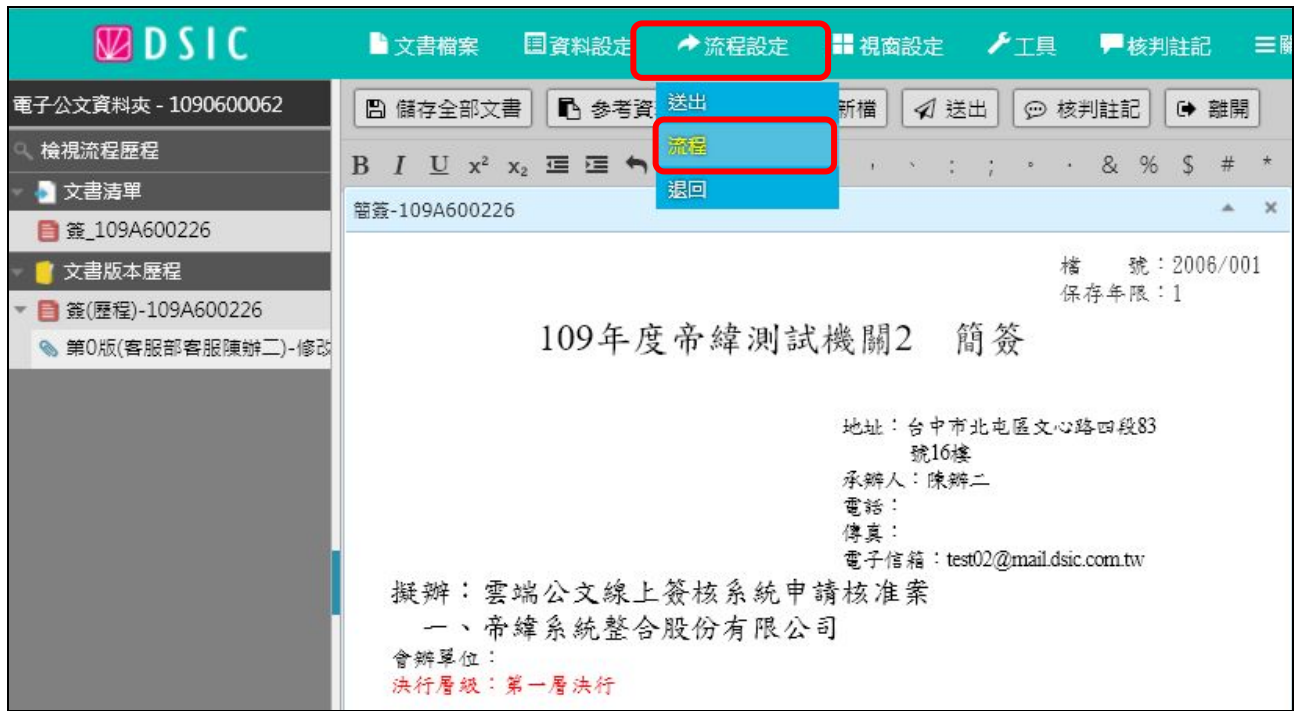 DSIC
文書檔案
資料設定
流程設定
視窗設定
工具
核判註記
電子公文資料夾 - 1090600062
儲存全部文書
參考資
送出
新檔
送出
核判註記
離開
檢視流程歷程
流程
B I U x² x₂ , 、 : ; 。 · & % $ # *
文書清單
退回
簡簽-109A600226
簽_109A600226
文書版本歷程
簽(歷程)-109A600226
第0版(客服部客服陳辦二)-修改
檔 號：2006/001
保存年限：1
109年度帝緯測試機關2 簡簽
地址：台中市北屯區文心路四段83
號16樓
承辦人：陳辦二
電話：
傳真：
電子信箱：test02@mail.dsic.com.tw
擬辦：雲端公文線上簽核系統申請核准案
一、帝緯系統整合股份有限公司
會辦單位：
決行層級：第一層決行